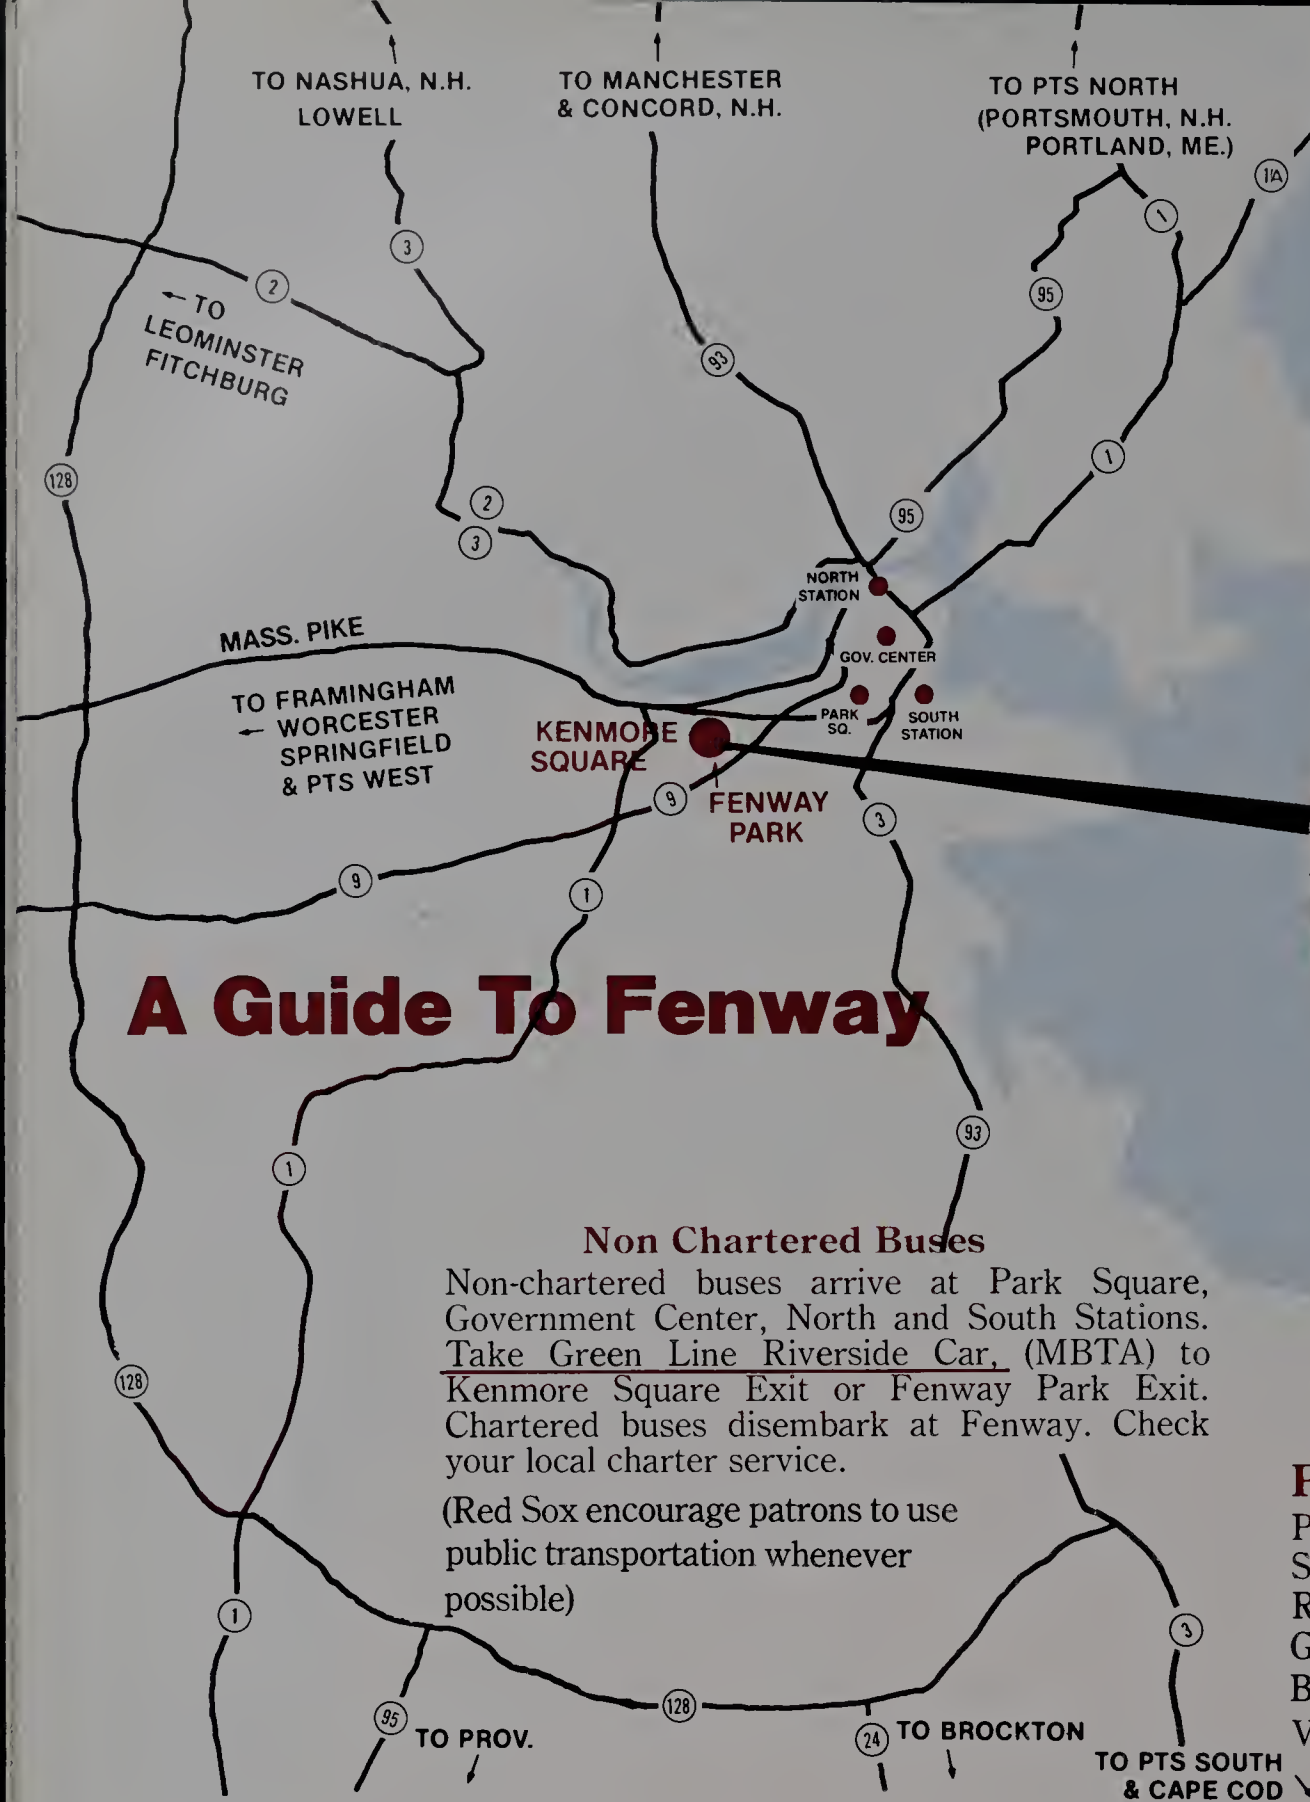 TO NASHUA, N.H.
LOWELL
TO MANCHESTER
& CONCORD, N.H.
TO PTS NORTH
(PORTSMOUTH, N.H.
PORTLAND, ME.)
1A
1
3
2
95
← TO
LEOMINSTER
FITCHBURG
93
128
1
2
3
95
NORTH
STATION
MASS. PIKE
GOV. CENTER
TO FRAMINGHAM
← WORCESTER
SPRINGFIELD
& PTS WEST
KENMORE
SQUARE
PARK
SQ.
SOUTH
STATION
9
FENWAY
PARK
3
9
1
A Guide To Fenway
93
1
Non Chartered Buses
Non-chartered buses arrive at Park Square,
Government Center, North and South Stations.
Take Green Line Riverside Car, (MBTA) to
Kenmore Square Exit or Fenway Park Exit.
Chartered buses disembark at Fenway. Check
your local charter service.
(Red Sox encourage patrons to use
public transportation whenever
possible)
128
1
3
128
95
TO PROV.
24
TO BROCKTON
TO PTS SOUTH
& CAPE COD
P
S
R
G
B
V